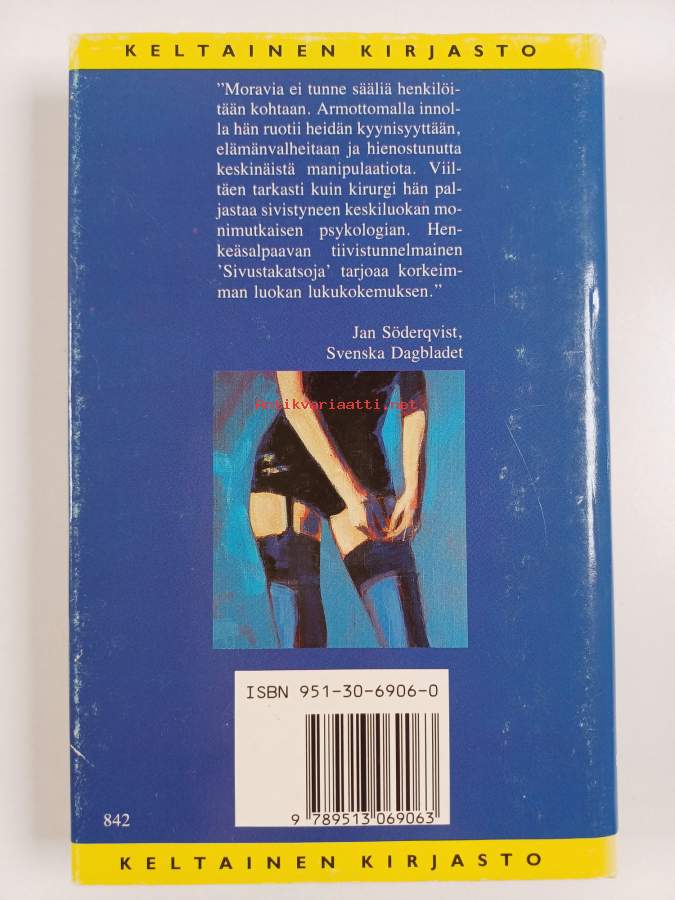 KELTAINEN KIRJASTO
”Moravia ei tunne sääliä henkilöi-
tään kohtaan. Armottomalla innol-
la hän ruotii heidän kyynisyyttään,
elämänvalheitaan ja hienostunutta
keskinäistä manipulaatiota. Viil-
täen tarkasti kuin kirurgi hän pal-
jastaa sivistyneen keskiluokan mo-
nimutkaisen psykologian. Hen-
keäsalpaavan tiivistunnelmainen
’Sivustakatsoja’ tarjoaa korkeim-
man luokan lukukokemuksen.”
Jan Söderqvist,
Svenska Dagbladet
Antikvariaatti.net
ISBN 951-30-6906-0
9 789513 069063
842
KELTAINEN KIRJASTO